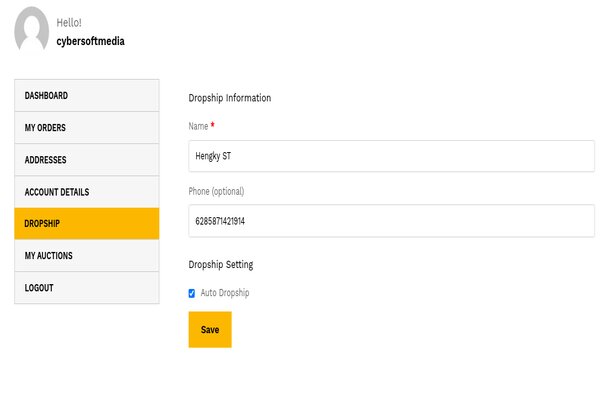 Hello!
cybersoftmedia
DASHBOARD
MY ORDERS
ADDRESSES
ACCOUNT DETAILS
DROPSHIP
MY AUCTIONS
LOGOUT
Dropship Information
Name *
Hengky ST
Phone (optional)
6285871421914
Dropship Setting
Auto Dropship
Save